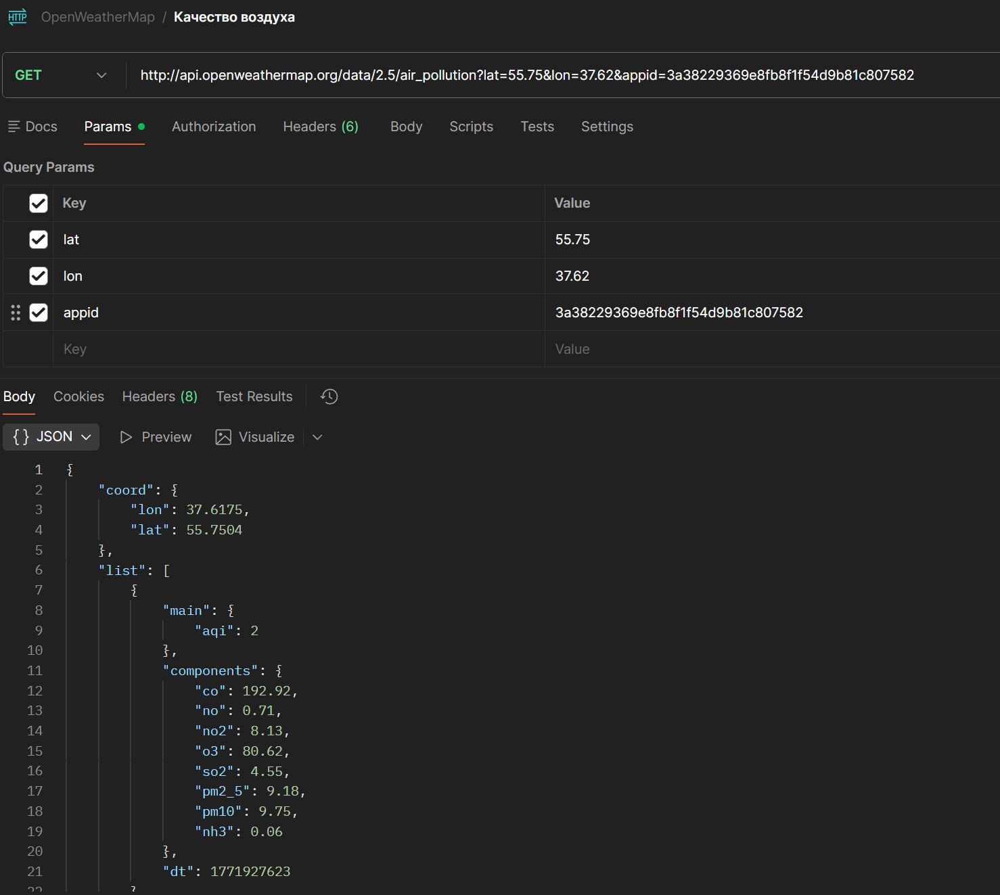 HTTP OpenWeatherMap / Качество воздуха
GET http://api.openweathermap.org/data/2.5/air_pollution?lat=55.75&lon=37.62&appid=3a38229369e8fb8f1f54d9b81c807582
Docs Params Authorization Headers (6) Body Scripts Tests Settings
Query Params
Key Value
lat 55.75
lon 37.62
appid 3a38229369e8fb8f1f54d9b81c807582
Key Value
Body Cookies Headers (8) Test Results
{} JSON Preview Visualize
1 {
2 "coord": {
3 "lon": 37.6175,
4 "lat": 55.7504
5 },
6 "list": [
7 {
8 "main": {
9 "aqi": 2
10 },
11 "components": {
12 "co": 192.92,
13 "no": 0.71,
14 "no2": 8.13,
15 "o3": 80.62,
16 "so2": 4.55,
17 "pm2_5": 9.18,
18 "pm10": 9.75,
19 "nh3": 0.06
20 },
21 "dt": 1771927623
22 }